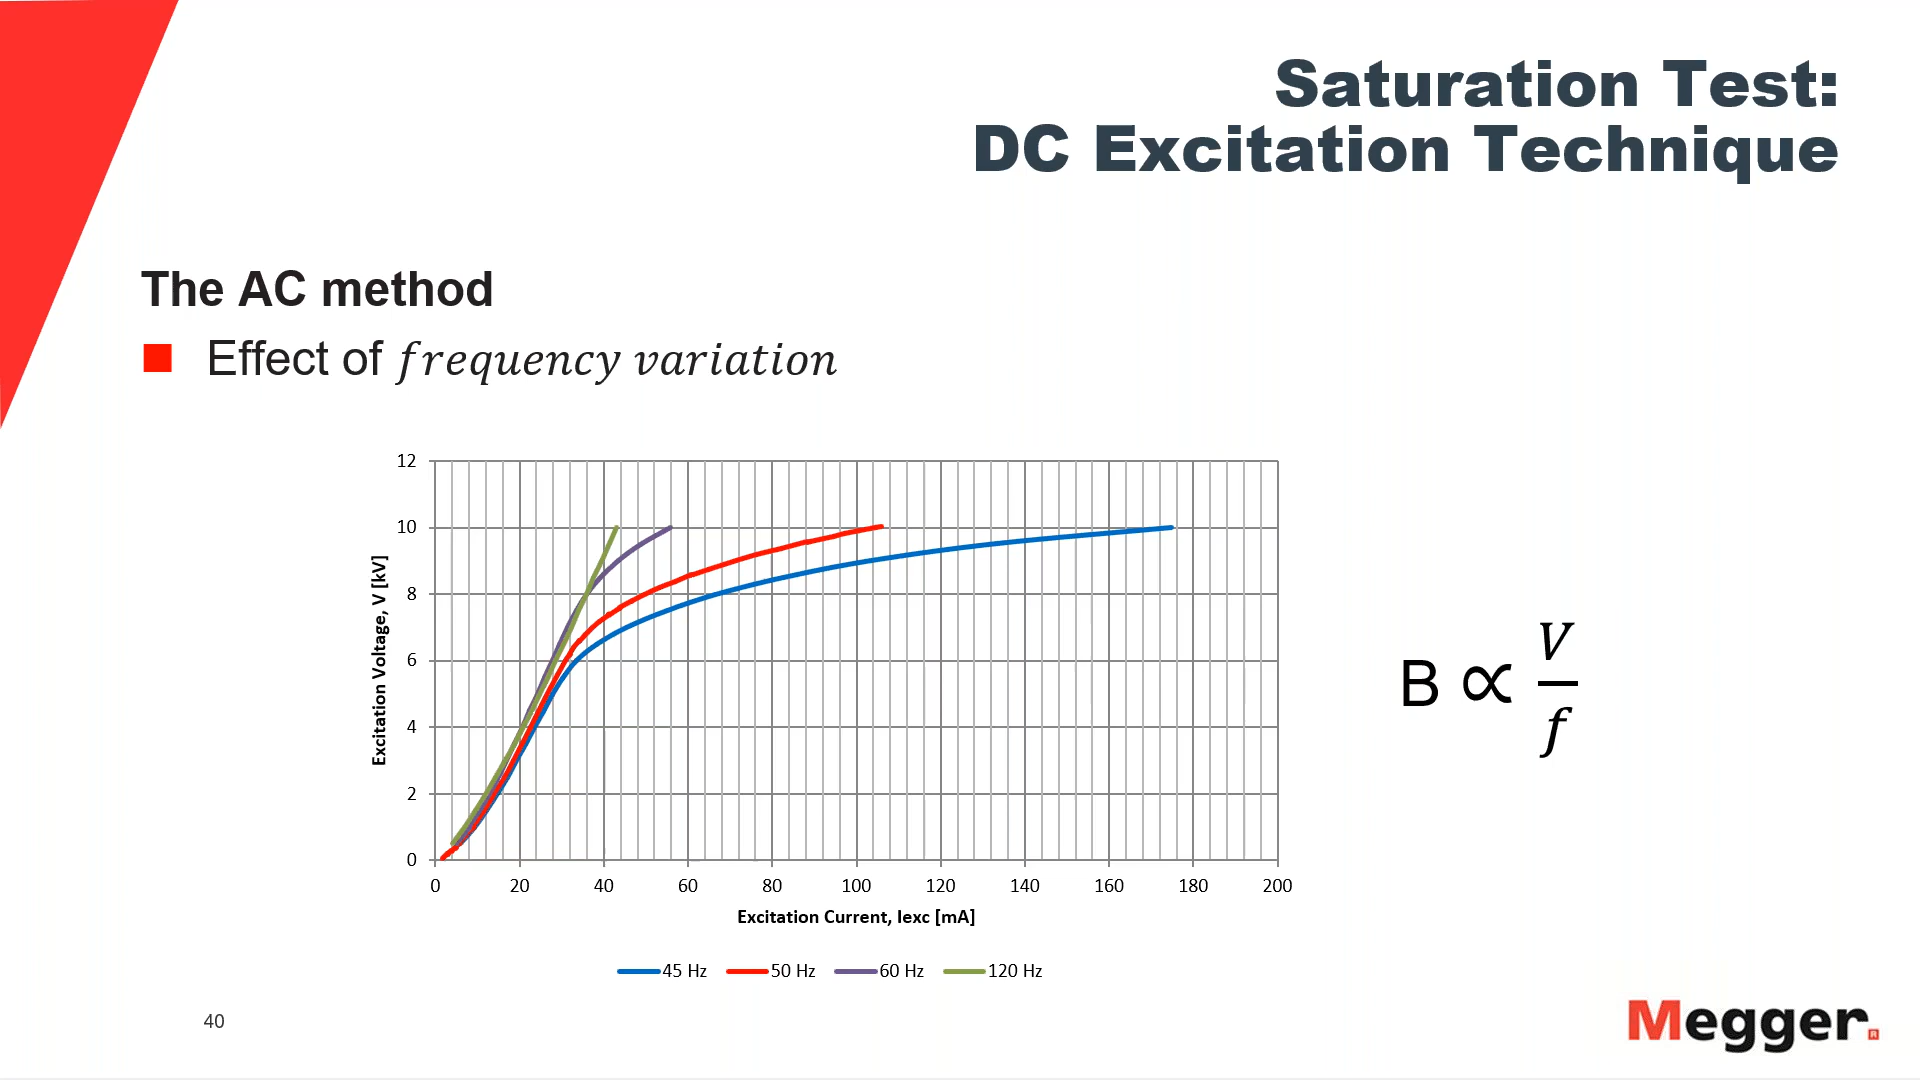 Saturation Test:
DC Excitation Technique
The AC method
Effect of frequency variation
12
10
8
6
4
2
0
Excitation Voltage, V [kV]
0 20 40 60 80 100 120 140 160 180 200
Excitation Current, Iexc [mA]
45 Hz 50 Hz 60 Hz 120 Hz
B ∝ V/f
40
Megger®